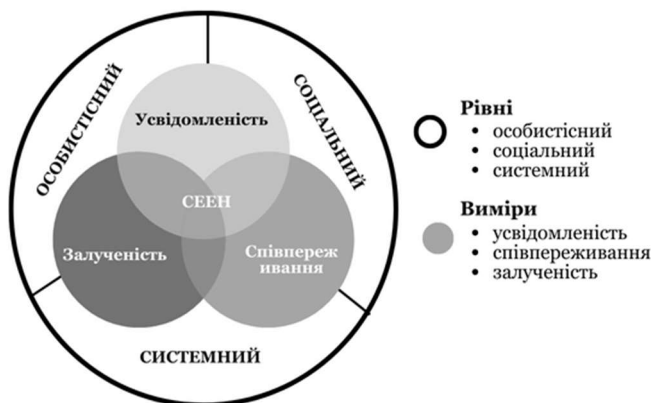 ОСОБИСТІСНИЙ
СОЦІАЛЬНИЙ
Усвідомленість
СЕЕН
Залученість
Співпереж
ивання
СИСТЕМНИЙ
Рівні
• особистісний
• соціальний
• системний
Виміри
• усвідомленість
• співпереживання
• залученість